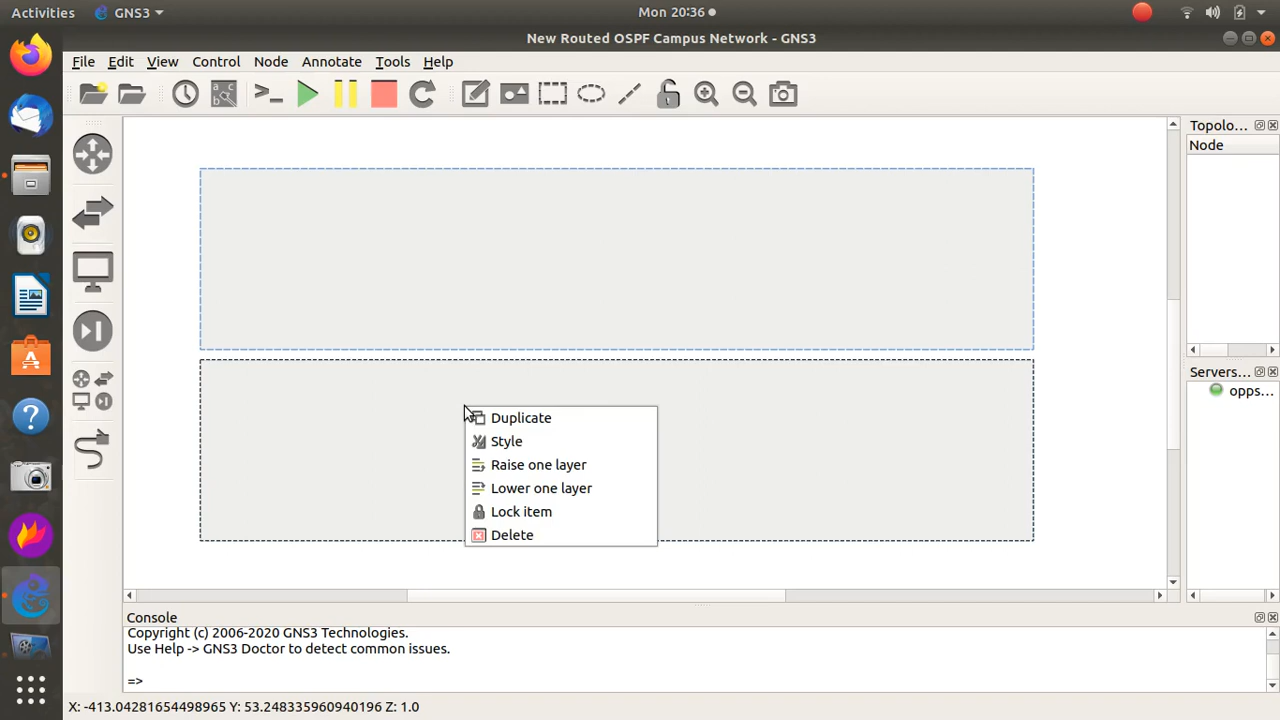 Activities GNS3 Mon 20:36
New Routed OSPF Campus Network - GNS3
File Edit View Control Node Annotate Tools Help
Topolo...
Node
Servers...
opps...
Duplicate
Style
Raise one layer
Lower one layer
Lock item
Delete
Console
Copyright (c) 2006-2020 GNS3 Technologies.
Use Help -> GNS3 Doctor to detect common issues.
=>
X: -413.04281654498965 Y: 53.248335960940196 Z: 1.0